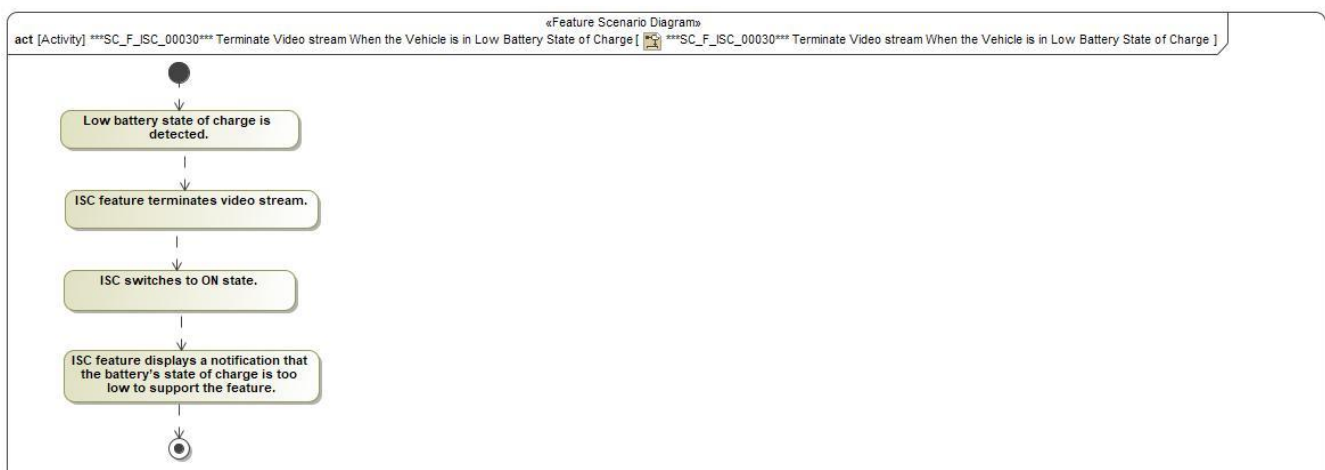 «Feature Scenario Diagram»
act [Activity] ***SC_F_ISC_00030*** Terminate Video stream When the Vehicle is in Low Battery State of Charge [ ***SC_F_ISC_00030*** Terminate Video stream When the Vehicle is in Low Battery State of Charge ]
Low battery state of charge is
detected.
ISC feature terminates video stream.
ISC switches to ON state.
ISC feature displays a notification that
the battery's state of charge is too
low to support the feature.